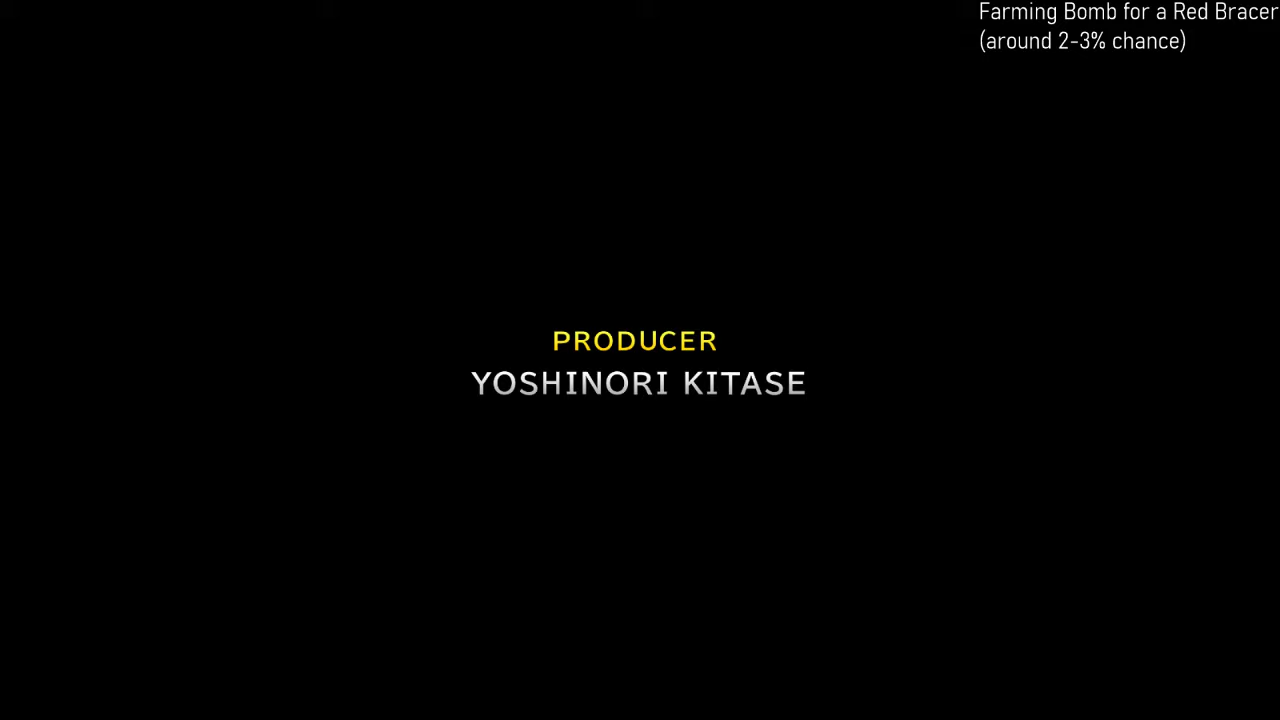 Farming Bomb for a Red Bracer
(around 2-3% chance)
PRODUCER
YOSHINORI KITASE